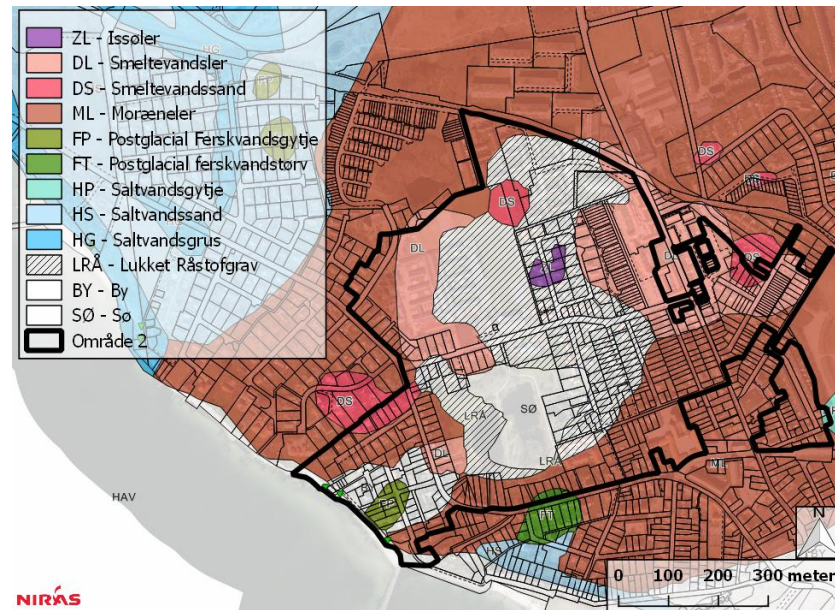 ZL - Issøler
DL - Smeltevandsler
DS - Smeltevandssand
ML - Moræneler
FP - Postglacial Ferskvandsgytje
FT - Postglacial ferskvandstørv
HP - Saltvandsgytje
HS - Saltvandssand
HG - Saltvandsgrus
LRÅ - Lukket Råstofgrav
BY - By
SØ - Sø
Område 2
HG
DS
DS
DL
DS
DS
SØ
LRÅ
LRÅ
DL
ML
FT
HS
HAV
N
0 100 200 300 meter
NIRAS